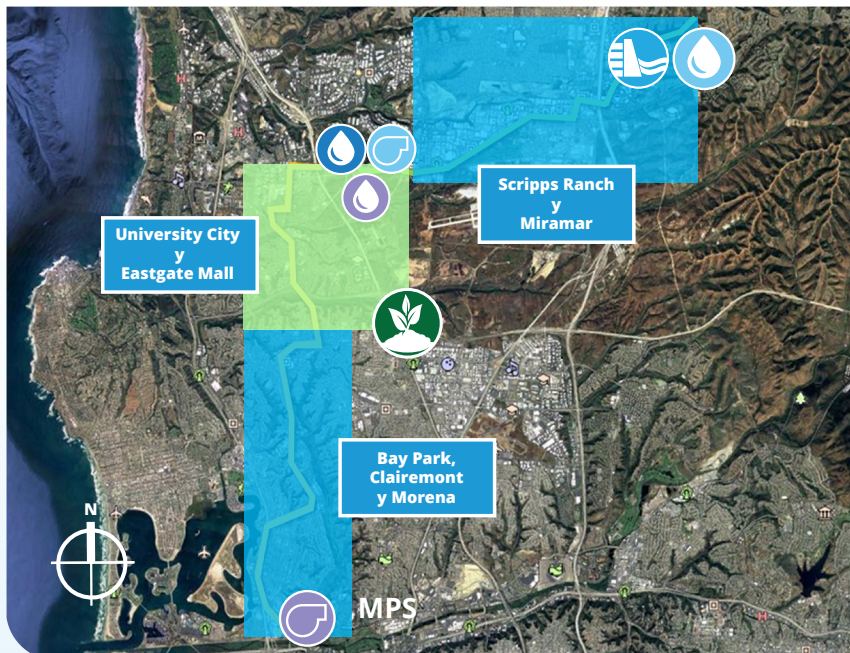 Scripps Ranch
y
Miramar
University City
y
Eastgate Mall
Bay Park,
Clairemont
y Morena
N
MPS